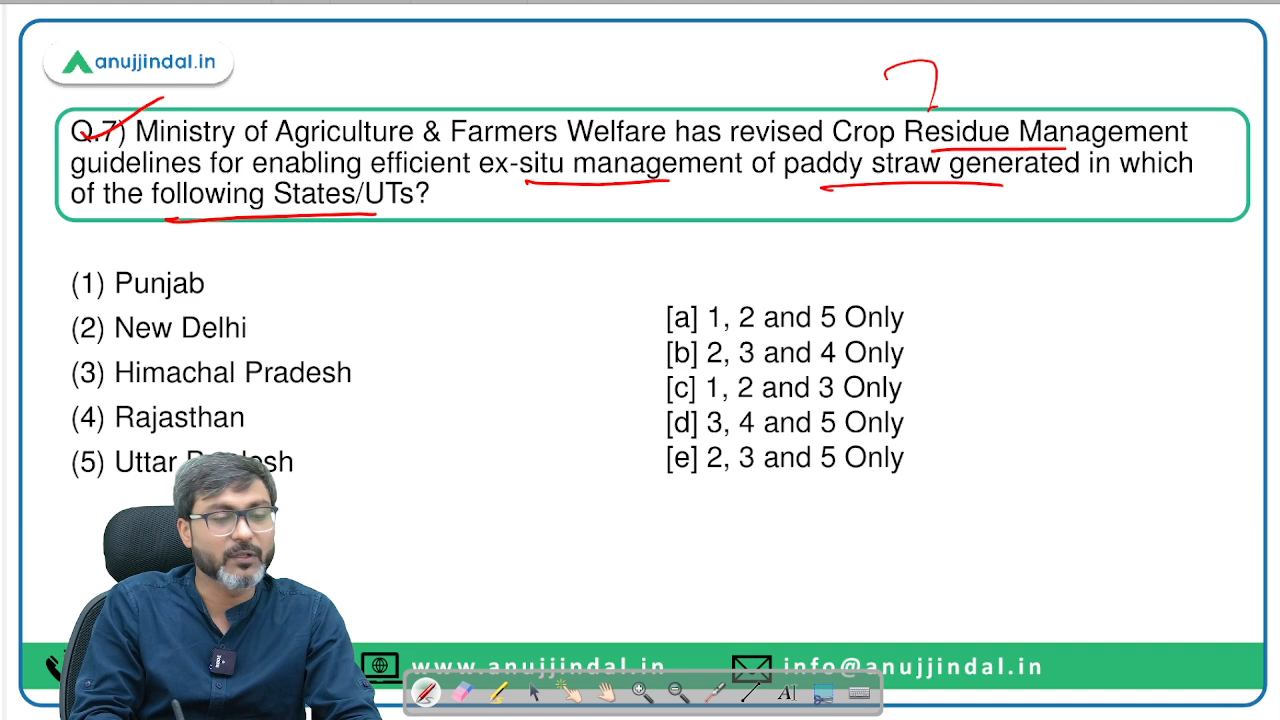 anujjindal.in
Q.7) Ministry of Agriculture & Farmers Welfare has revised Crop Residue Management
guidelines for enabling efficient ex-situ management of paddy straw generated in which
of the following States/UTs?
(1) Punjab
(2) New Delhi
(3) Himachal Pradesh
(4) Rajasthan
(5) Uttar Pradesh
[a] 1, 2 and 5 Only
[b] 2, 3 and 4 Only
[c] 1, 2 and 3 Only
[d] 3, 4 and 5 Only
[e] 2, 3 and 5 Only
www.anujjindal.in
info@anujjindal.in